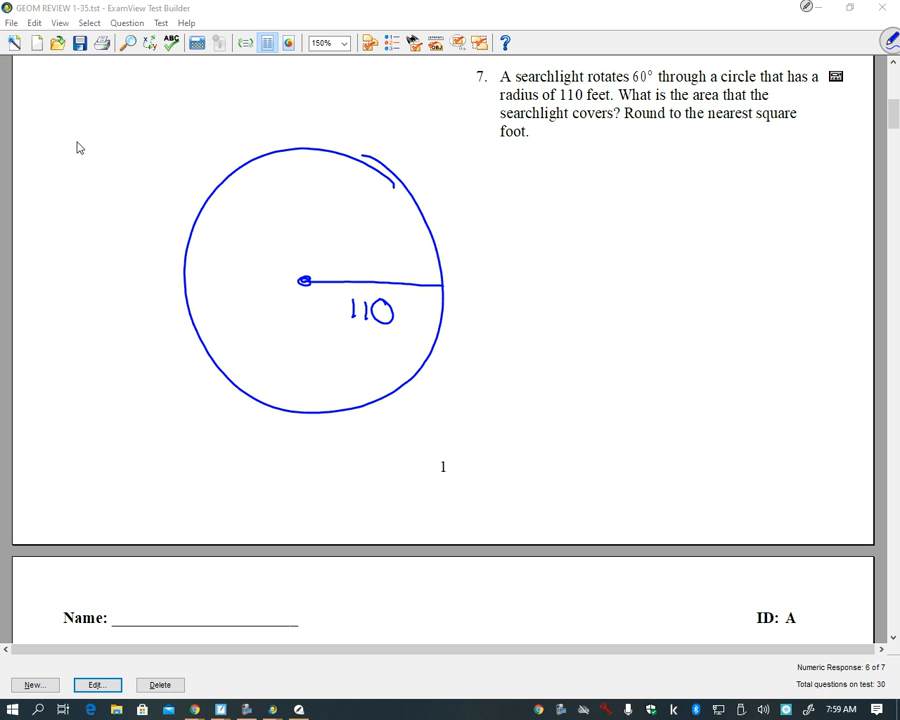 GEOM REVIEW 1-35.tst - ExamView Test Builder
File Edit View Select Question Test Help
ABC
150%
OBJ
?
7. A searchlight rotates 60° through a circle that has a
radius of 110 feet. What is the area that the
searchlight covers? Round to the nearest square
foot.
110
1
Name: ______________________
ID: A
Numeric Response: 6 of 7
New... Edit... Delete
Total questions on test: 30
7:59 AM